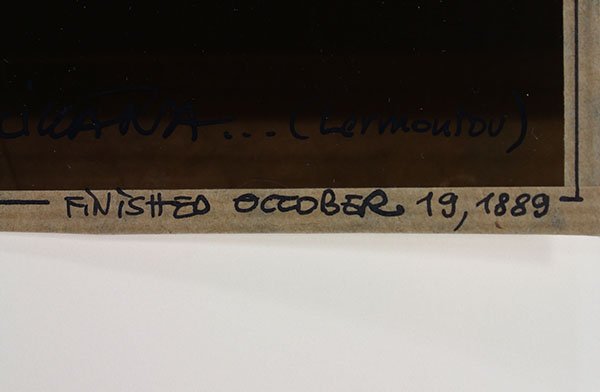 ... (Lermontov)
FINISHED OCTOBER 19, 1889